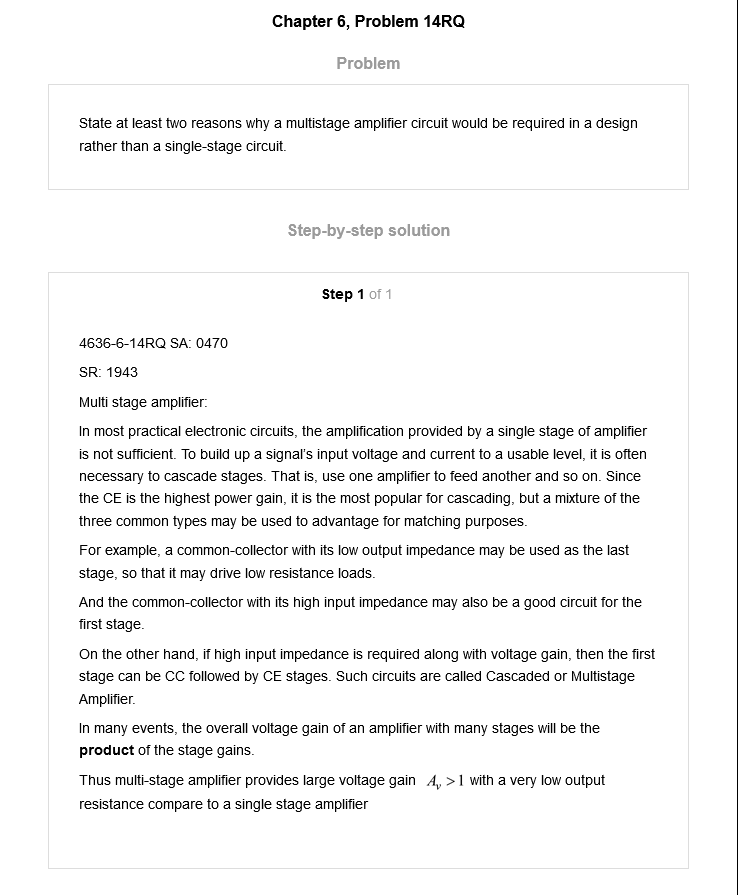 Chapter 6, Problem 14RQ
Problem
State at least two reasons why a multistage amplifier circuit would be required in a design
rather than a single-stage circuit.
Step-by-step solution
Step 1 of 1
4636-6-14RQ SA: 0470
SR: 1943
Multi stage amplifier:
In most practical electronic circuits, the amplification provided by a single stage of amplifier
is not sufficient. To build up a signal's input voltage and current to a usable level, it is often
necessary to cascade stages. That is, use one amplifier to feed another and so on. Since
the CE is the highest power gain, it is the most popular for cascading, but a mixture of the
three common types may be used to advantage for matching purposes.
For example, a common-collector with its low output impedance may be used as the last
stage, so that it may drive low resistance loads.
And the common-collector with its high input impedance may also be a good circuit for the
first stage.
On the other hand, if high input impedance is required along with voltage gain, then the first
stage can be CC followed by CE stages. Such circuits are called Cascaded or Multistage
Amplifier.
In many events, the overall voltage gain of an amplifier with many stages will be the
product of the stage gains.
Thus multi-stage amplifier provides large voltage gain Aᵥ >1 with a very low output
resistance compare to a single stage amplifier